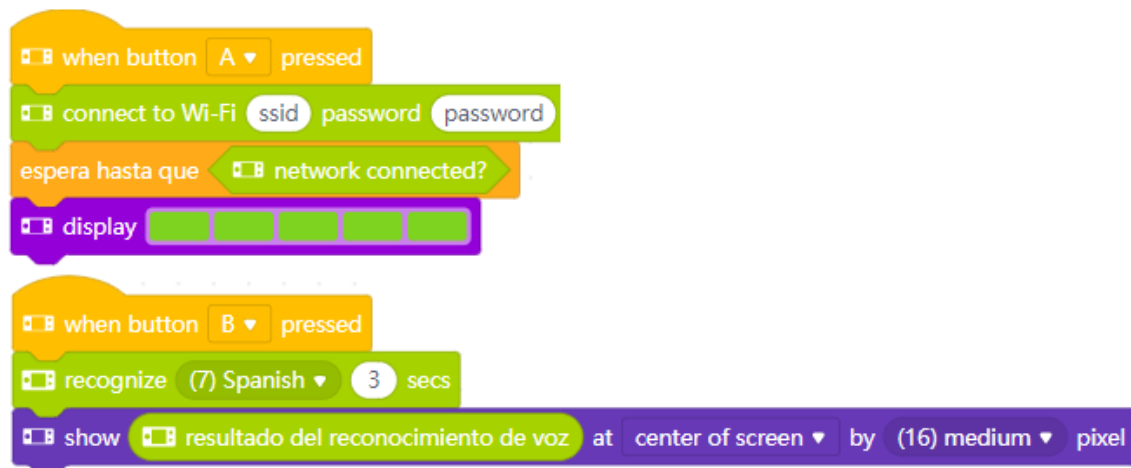 when button A pressed
connect to Wi-Fi ssid password password
espera hasta que network connected?
display
when button B pressed
recognize (7) Spanish 3 secs
show resultado del reconocimiento de voz at center of screen by (16) medium pixel